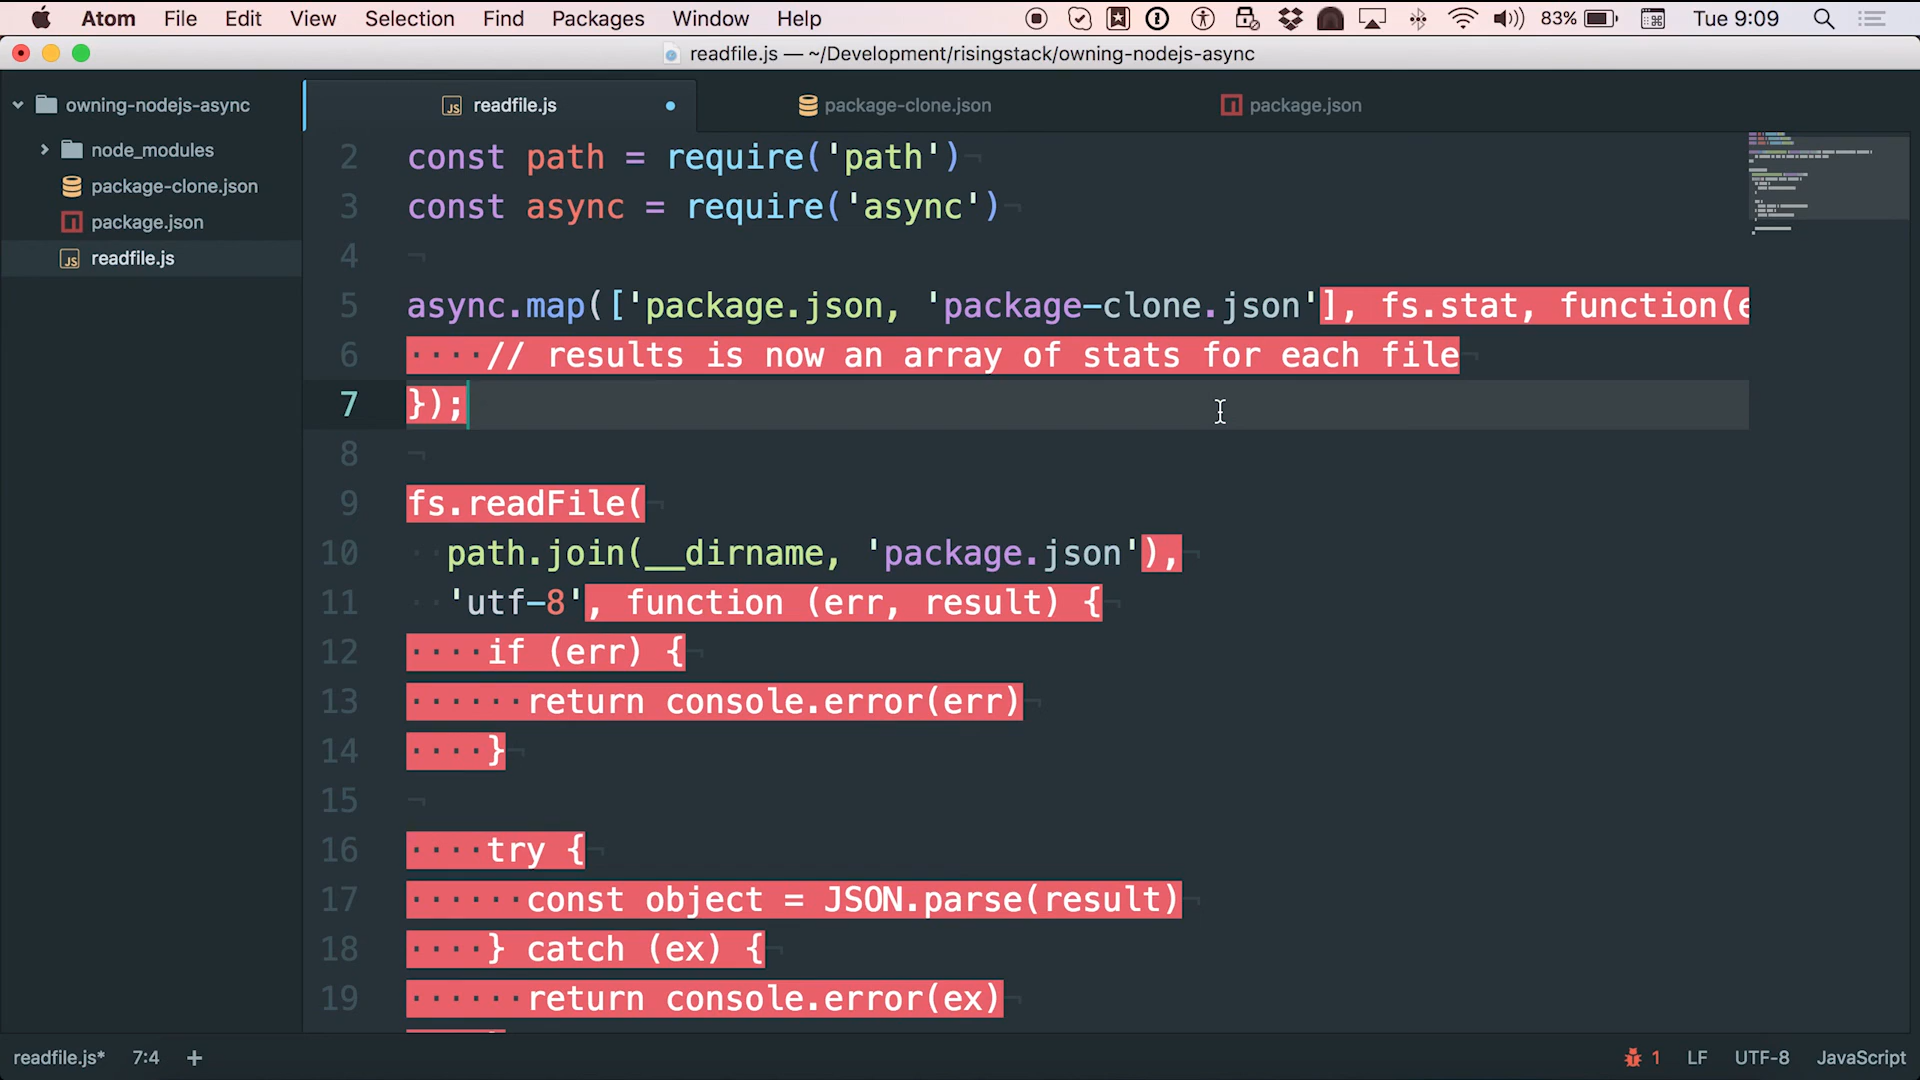 Atom File Edit View Selection Find Packages Window Help 83% Tue 9:09
readfile.js — ~/Development/risingstack/owning-nodejs-async
owning-nodejs-async
node_modules
package-clone.json
package.json
readfile.js
readfile.js package-clone.json package.json
2 const path = require('path')
3 const async = require('async')
4
5 async.map(['package.json, 'package-clone.json'], fs.stat, function(e
6 // results is now an array of stats for each file
7 });
8
9 fs.readFile(
10 path.join(__dirname, 'package.json'),
11 'utf-8', function (err, result) {
12 if (err) {
13 return console.error(err)
14 }
15
16 try {
17 const object = JSON.parse(result)
18 } catch (ex) {
19 return console.error(ex)
readfile.js* 7:4 + 1 LF UTF-8 JavaScript